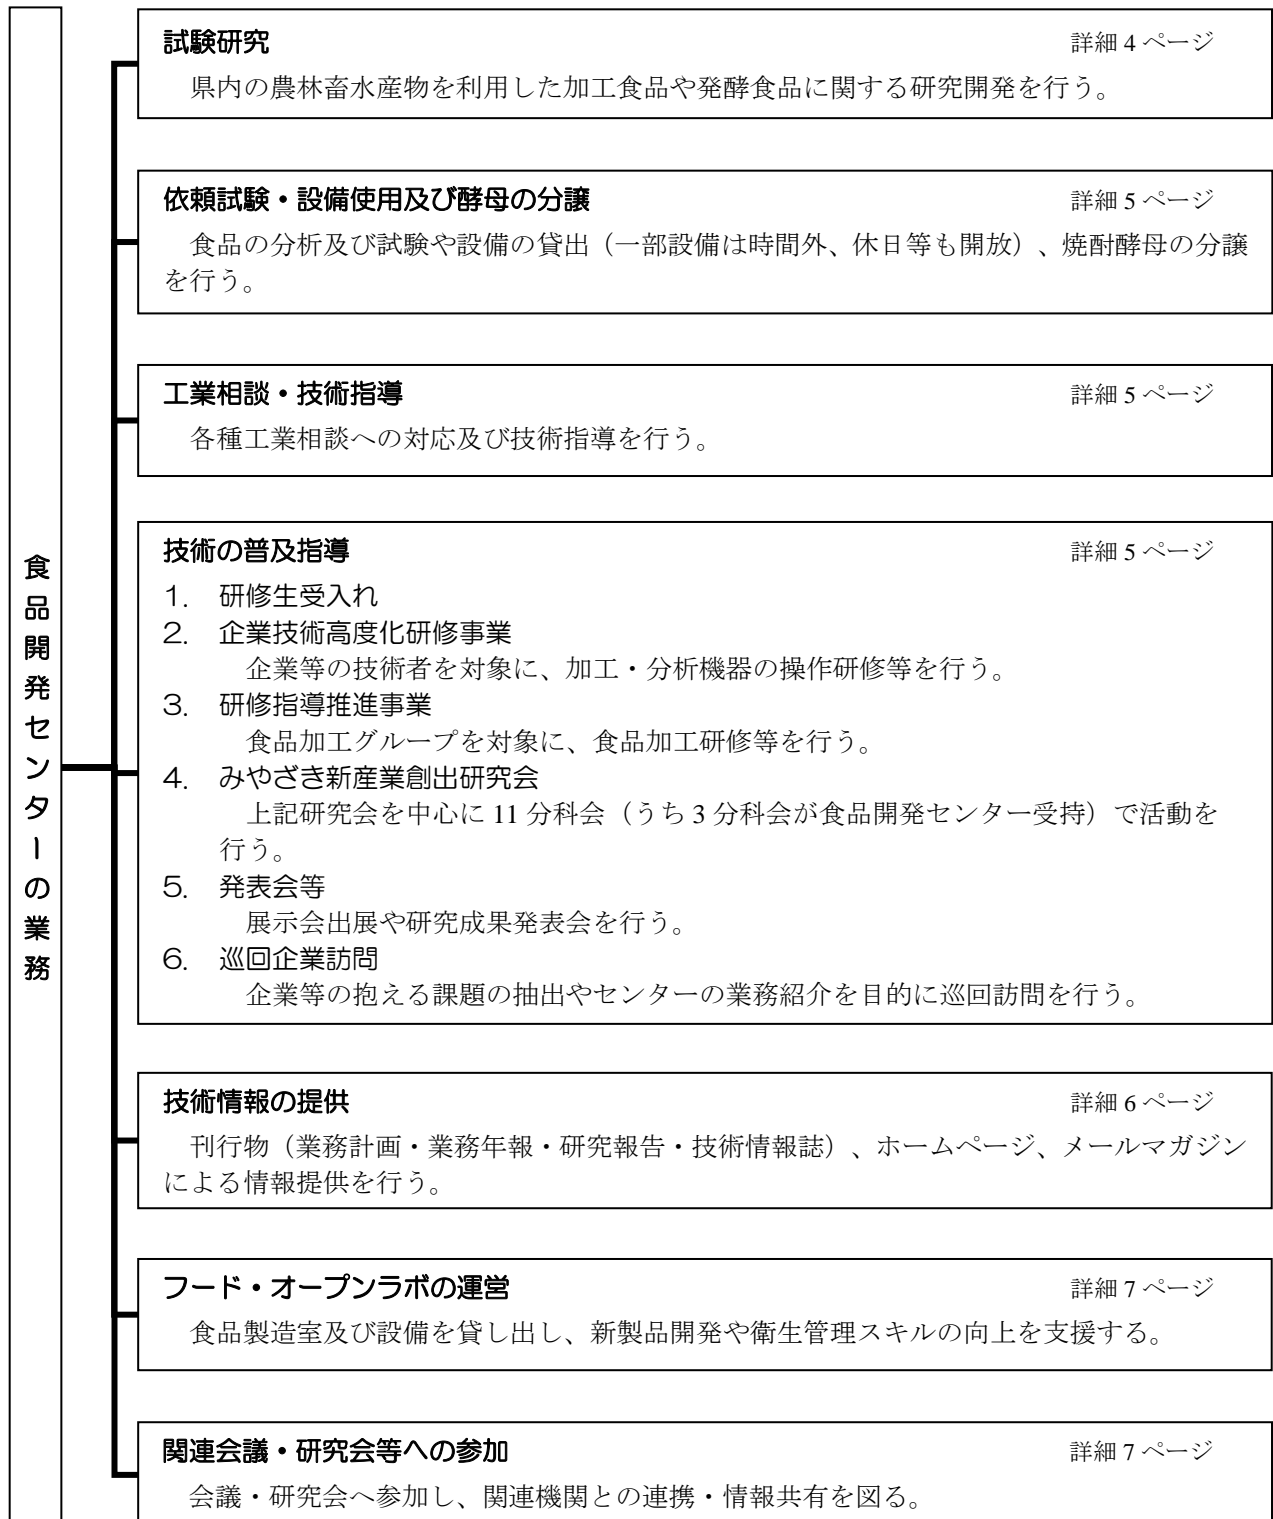 食品開発センターの業務
試験研究 詳細 4 ページ
県内の農林畜水産物を利用した加工食品や発酵食品に関する研究開発を行う。
依頼試験・設備使用及び酵母の分譲 詳細 5 ページ
食品の分析及び試験や設備の貸出（一部設備は時間外、休日等も開放）、焼酎酵母の分譲
を行う。
工業相談・技術指導 詳細 5 ページ
各種工業相談への対応及び技術指導を行う。
技術の普及指導 詳細 5 ページ
1. 研修生受入れ
2. 企業技術高度化研修事業
企業等の技術者を対象に、加工・分析機器の操作研修等を行う。
3. 研修指導推進事業
食品加工グループを対象に、食品加工研修等を行う。
4. みやざき新産業創出研究会
上記研究会を中心に 11 分科会（うち 3 分科会が食品開発センター受持）で活動を
行う。
5. 発表会等
展示会出展や研究成果発表会を行う。
6. 巡回企業訪問
企業等の抱える課題の抽出やセンターの業務紹介を目的に巡回訪問を行う。
技術情報の提供 詳細 6 ページ
刊行物（業務計画・業務年報・研究報告・技術情報誌）、ホームページ、メールマガジン
による情報提供を行う。
フード・オープンラボの運営 詳細 7 ページ
食品製造室及び設備を貸し出し、新製品開発や衛生管理スキルの向上を支援する。
関連会議・研究会等への参加 詳細 7 ページ
会議・研究会へ参加し、関連機関との連携・情報共有を図る。